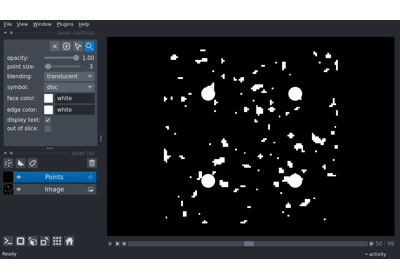 File View Window Plugins Help
layer controls
opacity: 1.00
point size: 3
blending: translucent
symbol: disc
face color: white
edge color: white
display text:
out of slice:
layer list
Points
Image
0 50 99
Ready activity